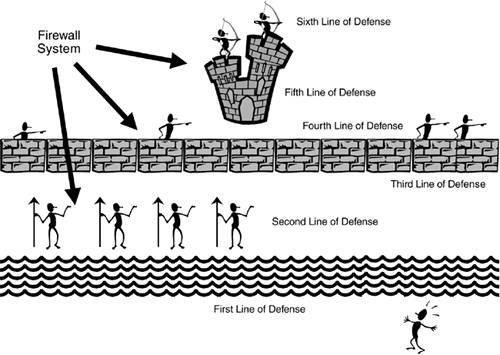 Sixth Line of Defense
Firewall
System
Fifth Line of Defense
Fourth Line of Defense
Third Line of Defense
Second Line of Defense
First Line of Defense